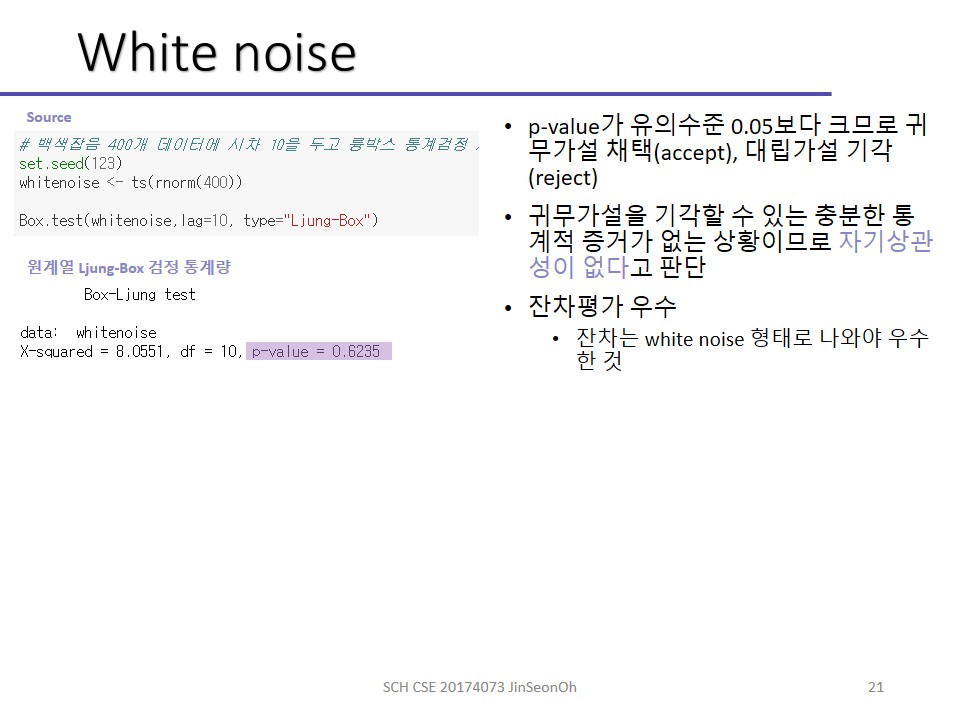 White noise
Source
# 백색잡음 400개 데이터에 시차 10을 두고 륭박스 통계검정
set.seed(123)
whitenoise <- ts(rnorm(400))
Box.test(whitenoise,lag=10, type="Ljung-Box")
원계열 Ljung-Box 검정 통계량
Box-Ljung test
data:  whitenoise
X-squared = 8.0551, df = 10, p-value = 0.6235
• p-value가 유의수준 0.05보다 크므로 귀
무가설 채택(accept), 대립가설 기각
(reject)
• 귀무가설을 기각할 수 있는 충분한 통
계적 증거가 없는 상황이므로 자기상관
성이 없다고 판단
• 잔차평가 우수
• 잔차는 white noise 형태로 나와야 우수
한 것
SCH CSE 20174073 JinSeonOh
21